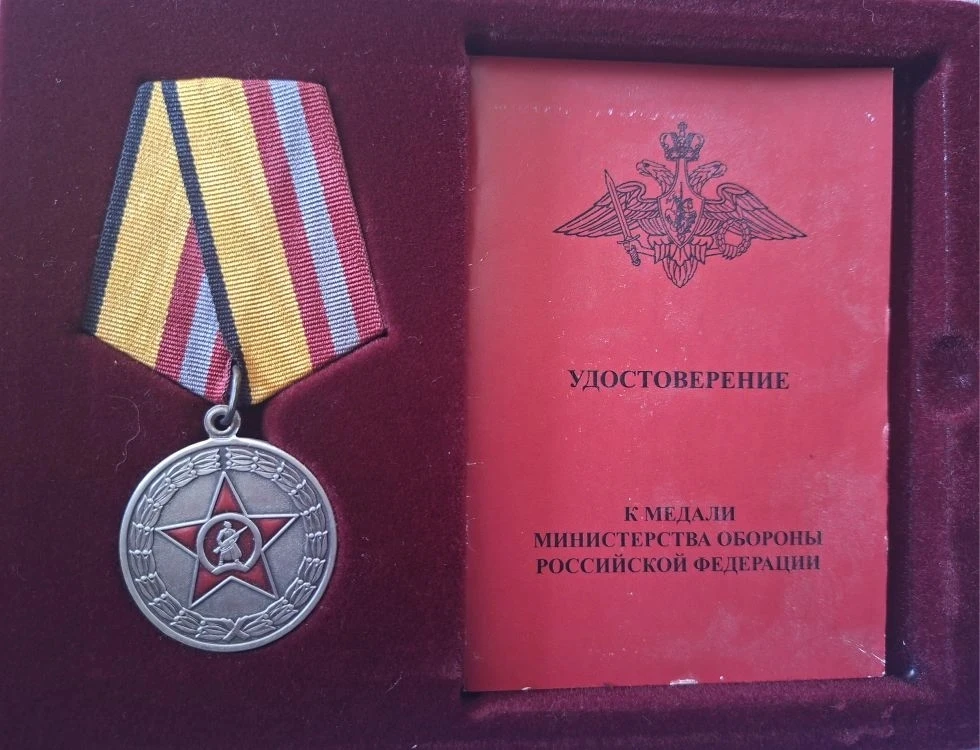 УДОСТОВЕРЕНИЕ
К МЕДАЛИ
МИНИСТЕРСТВА ОБОРОНЫ
РОССИЙСКОЙ ФЕДЕРАЦИИ